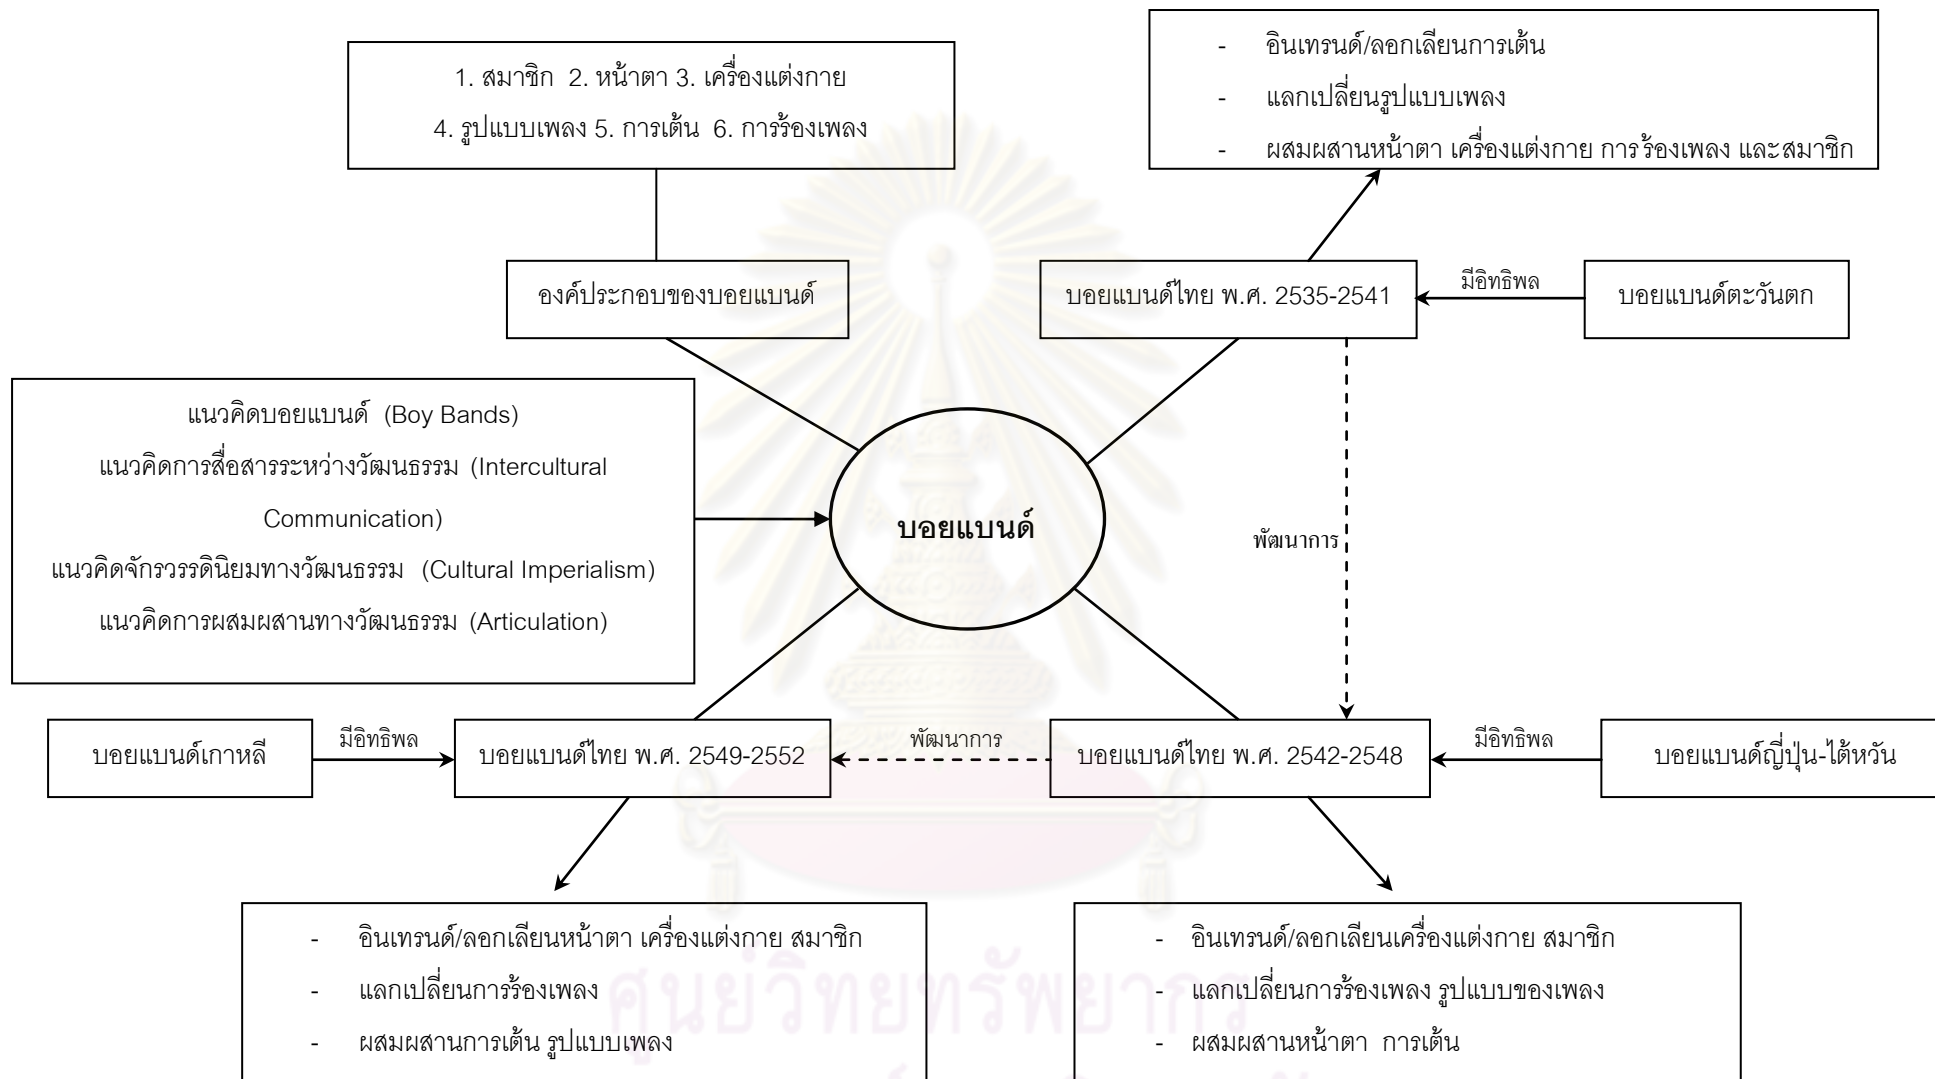 1. สมาชิก 2. หน้าตา 3. เครื่องแต่งกาย
4. รูปแบบเพลง 5. การเต้น 6. การร้องเพลง
- อินเทรนด์/ลอกเลียนการเต้น
- แลกเปลี่ยนรูปแบบเพลง
- ผสมผสานหน้าตา เครื่องแต่งกาย การร้องเพลง และสมาชิก
องค์ประกอบของบอยแบนด์
บอยแบนด์ไทย พ.ศ. 2535-2541
มีอิทธิพล
บอยแบนด์ตะวันตก
แนวคิดบอยแบนด์ (Boy Bands)
แนวคิดการสื่อสารระหว่างวัฒนธรรม (Intercultural
Communication)
แนวคิดจักรวรรดินิยมทางวัฒนธรรม (Cultural Imperialism)
แนวคิดการผสมผสานทางวัฒนธรรม (Articulation)
บอยแบนด์
พัฒนาการ
บอยแบนด์เกาหลี
มีอิทธิพล
บอยแบนด์ไทย พ.ศ. 2549-2552
พัฒนาการ
บอยแบนด์ไทย พ.ศ. 2542-2548
มีอิทธิพล
บอยแบนด์ญี่ปุ่น-ไต้หวัน
- อินเทรนด์/ลอกเลียนหน้าตา เครื่องแต่งกาย สมาชิก
- แลกเปลี่ยนการร้องเพลง
- ผสมผสานการเต้น รูปแบบเพลง
- อินเทรนด์/ลอกเลียนเครื่องแต่งกาย สมาชิก
- แลกเปลี่ยนการร้องเพลง รูปแบบของเพลง
- ผสมผสานหน้าตา การเต้น
ศูนย์วิทยทรัพยากร